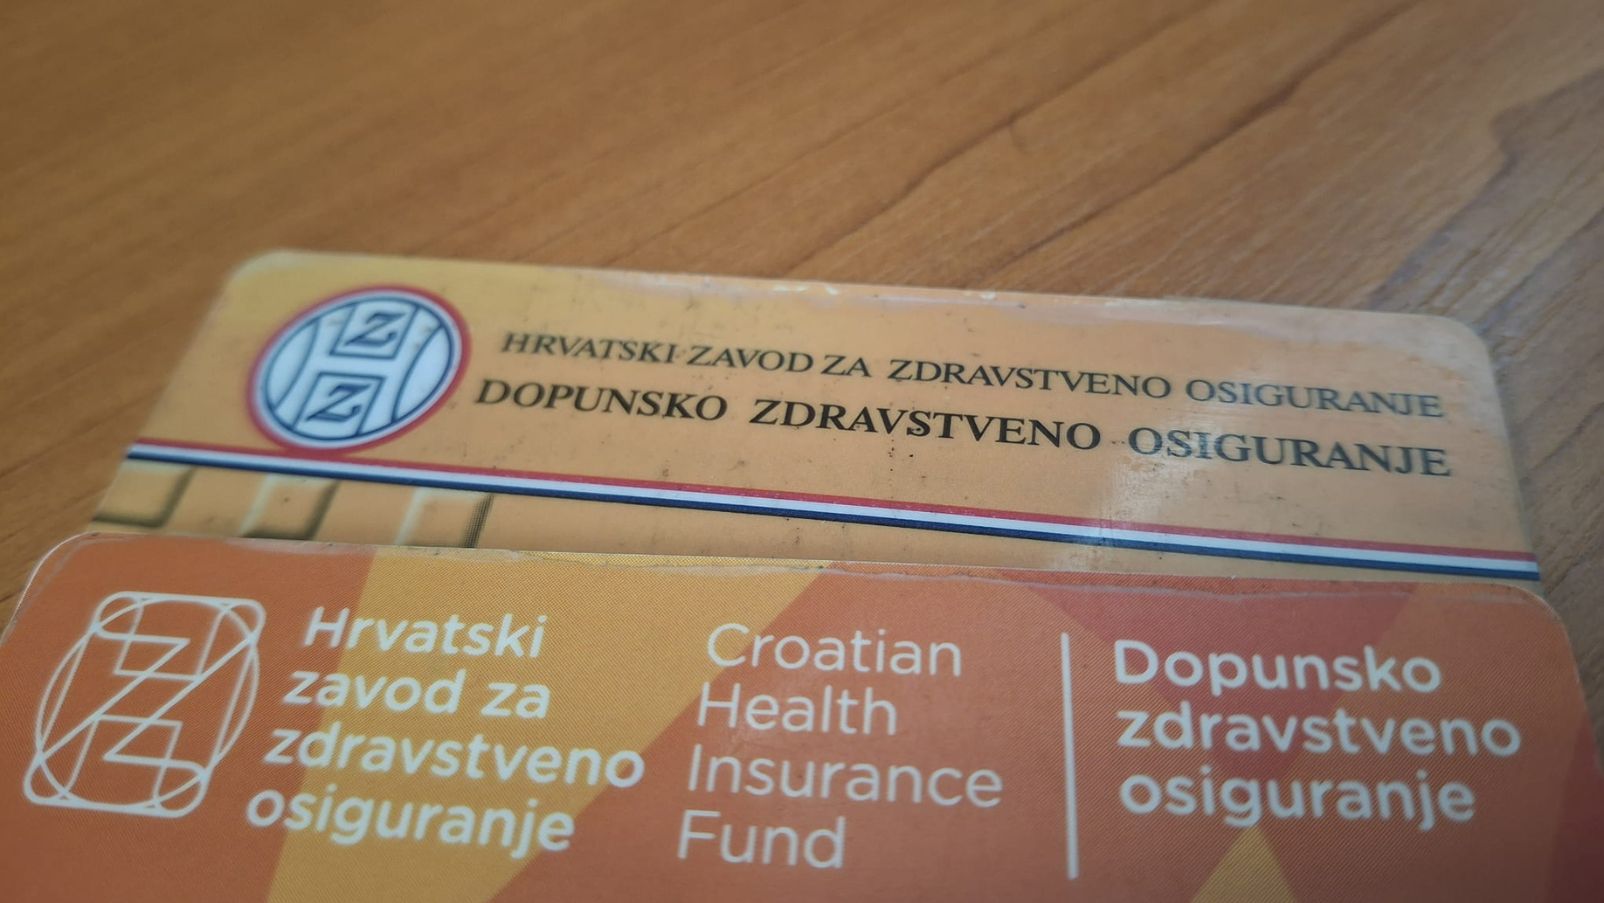 Z
Z
HRVATSKI ZAVOD ZA ZDRAVSTVENO OSIGURANJE
DOPUNSKO ZDRAVSTVENO OSIGURANJE
Hrvatski
zavod za
zdravstveno
osiguranje
Croatian
Health
Insurance
Fund
Dopunsko
zdravstveno
osiguranje